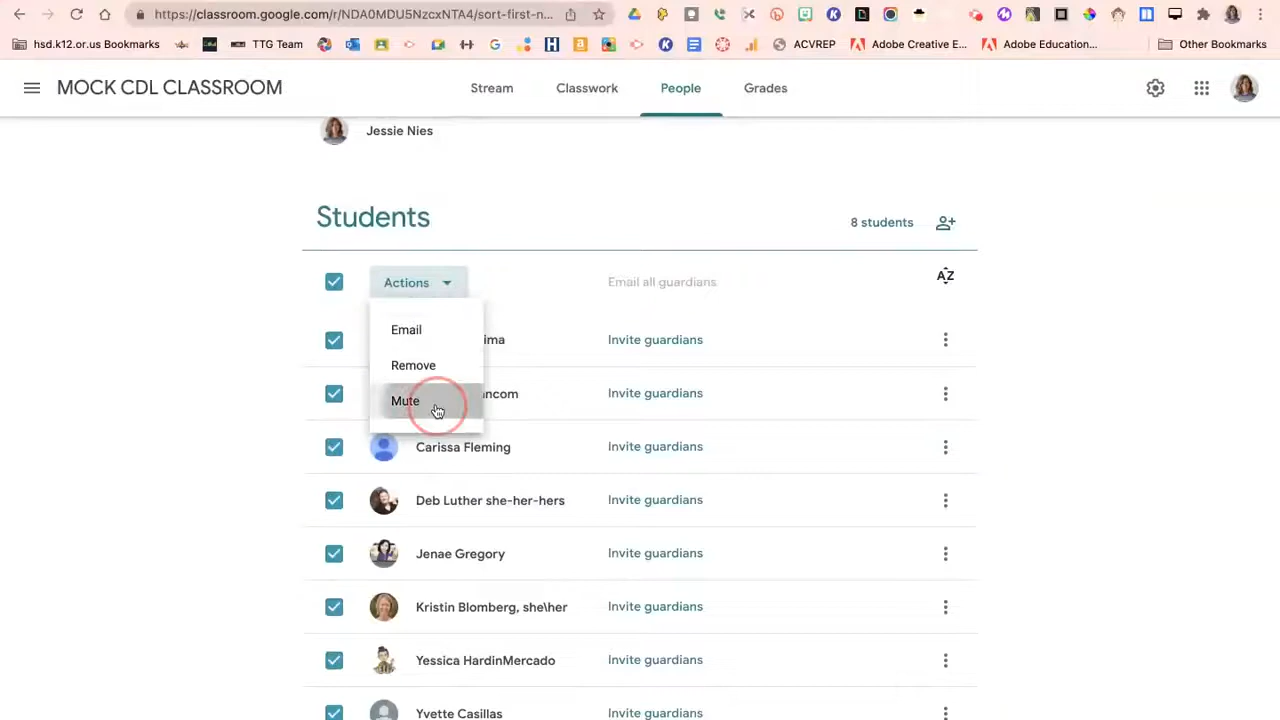 https://classroom.google.com/r/NDA0MDU5NzcxNTA4/sort-first-n...
hsd.k12.or.us Bookmarks
TTG Team
ACVREP
Adobe Creative E...
Adobe Education...
Other Bookmarks
MOCK CDL CLASSROOM
Stream
Classwork
People
Grades
Jessie Nies
Students
8 students
Actions
Email all guardians
AZ
Email
Remove
Mute
ima
Invite guardians
ncom
Invite guardians
Carissa Fleming
Invite guardians
Deb Luther she-her-hers
Invite guardians
Jenae Gregory
Invite guardians
Kristin Blomberg, she\her
Invite guardians
Yessica HardinMercado
Invite guardians
Yvette Casillas
Invite guardians